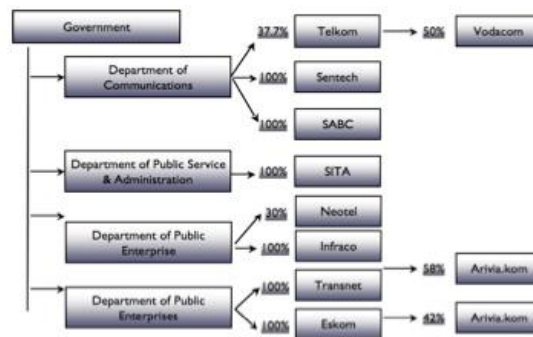 Government
37.7%
Telkom
50%
Vodacom
Department of
Communications
100%
Sentech
100%
SABC
Department of Public Service
& Administration
100%
SITA
30%
Neotel
Department of Public
Enterprise
100%
Infraco
58%
Arivia.kom
100%
Transnet
Department of Public
Enterprises
100%
Eskom
42%
Arivia.kom